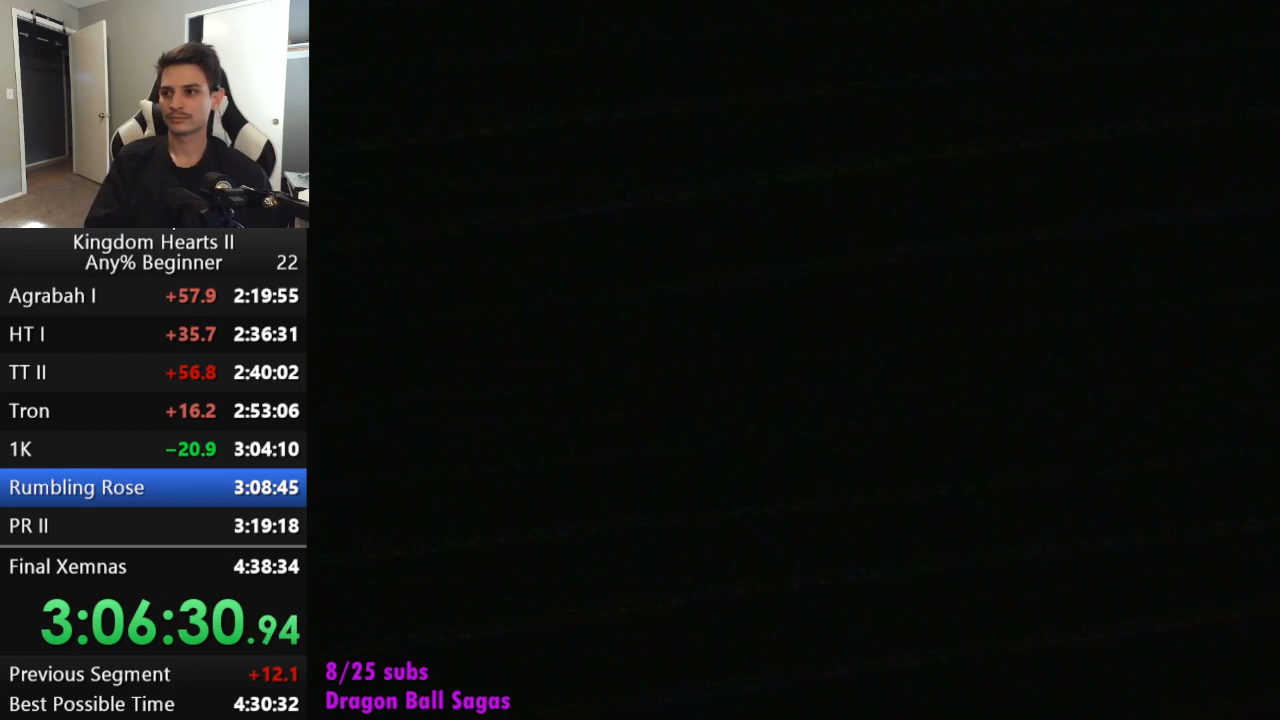 Kingdom Hearts II
Any% Beginner 22
Agrabah I +57.9 2:19:55
HT I +35.7 2:36:31
TT II +56.8 2:40:02
Tron +16.2 2:53:06
1K −20.9 3:04:10
Rumbling Rose 3:08:45
PR II 3:19:18
Final Xemnas 4:38:34
3:06:30.94
Previous Segment +12.1
Best Possible Time 4:30:32
8/25 subs
Dragon Ball Sagas